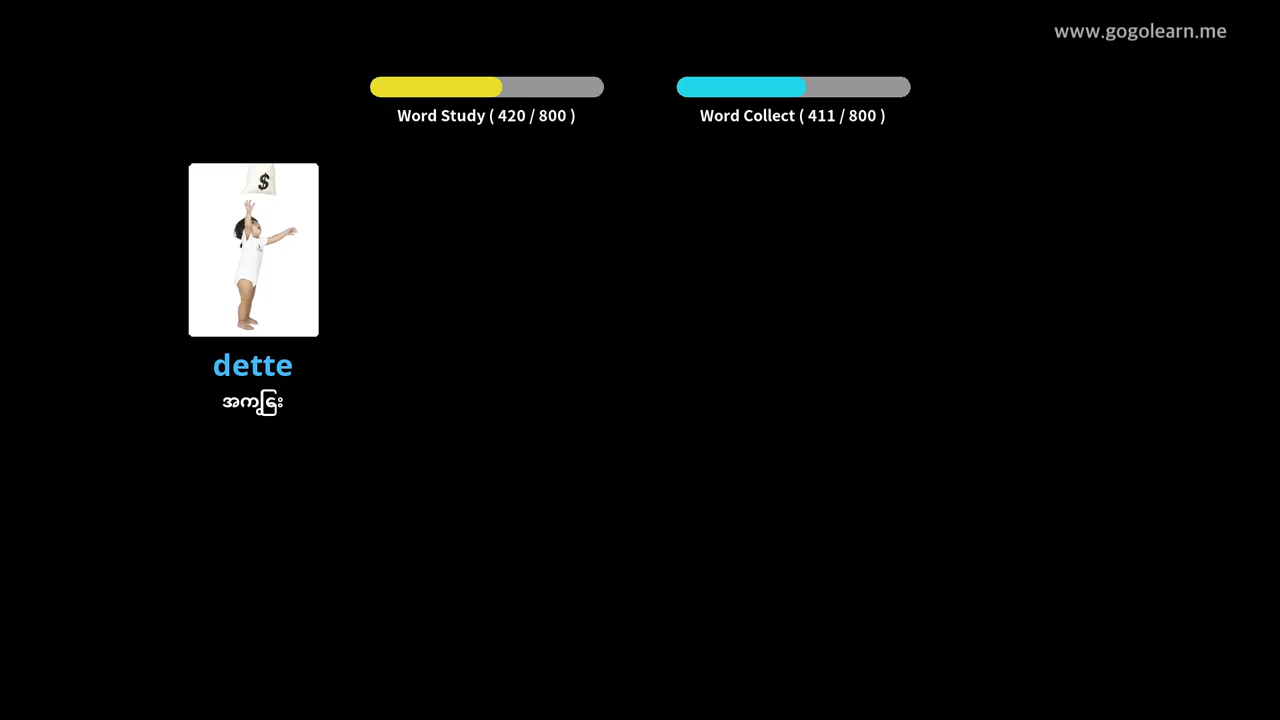 www.gogolearn.me
Word Study ( 420 / 800 )
Word Collect ( 411 / 800 )
$
dette
အကြွေး